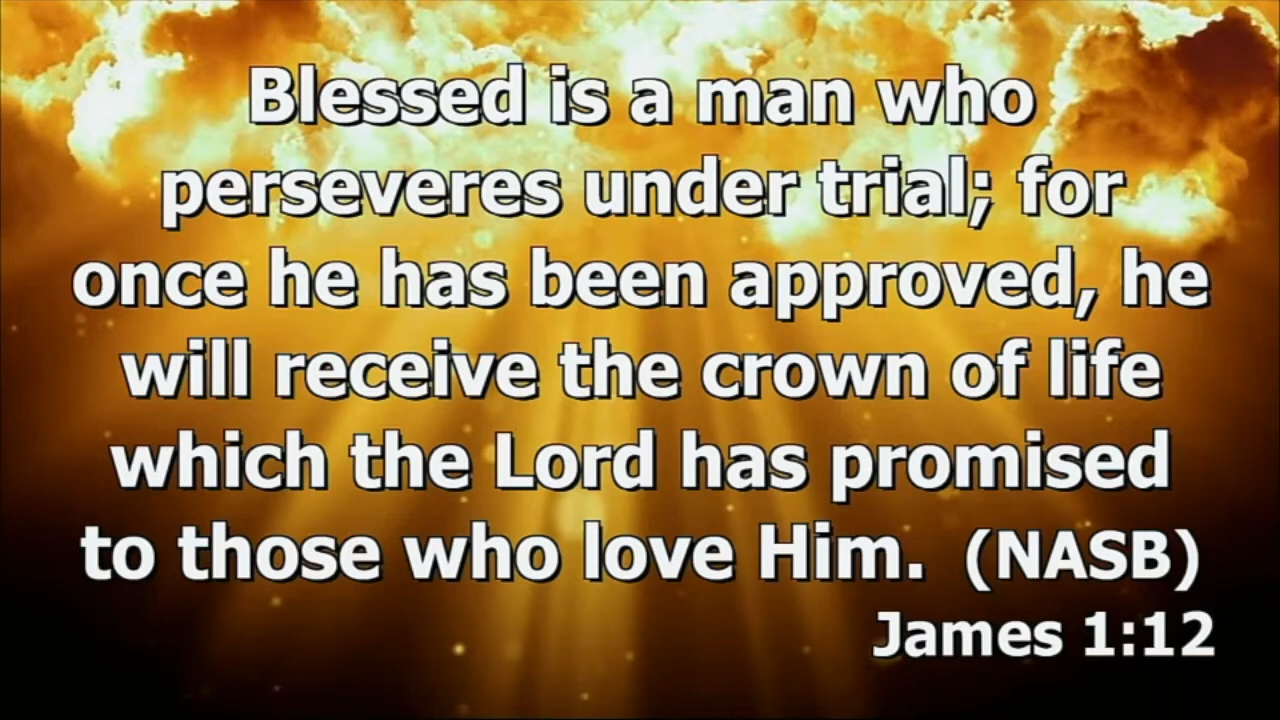 Blessed is a man who
perseveres under trial; for
once he has been approved, he
will receive the crown of life
which the Lord has promised
to those who love Him. (NASB)
James 1:12